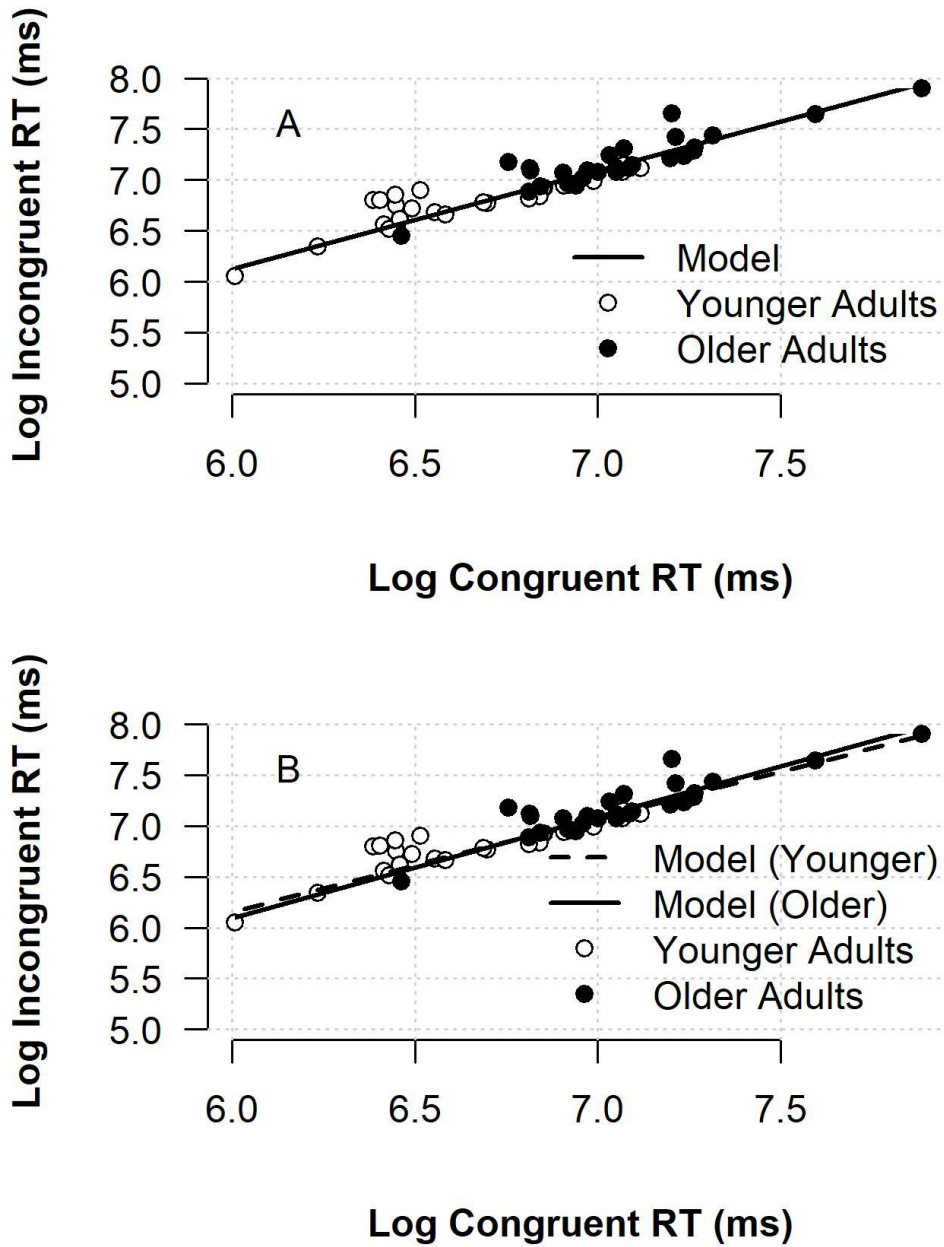 Log Incongruent RT (ms)
8.0
7.5
7.0
6.5
6.0
5.5
5.0
A
Model
Younger Adults
Older Adults
6.0 6.5 7.0 7.5
Log Congruent RT (ms)
Log Incongruent RT (ms)
8.0
7.5
7.0
6.5
6.0
5.5
5.0
B
Model (Younger)
Model (Older)
Younger Adults
Older Adults
6.0 6.5 7.0 7.5
Log Congruent RT (ms)